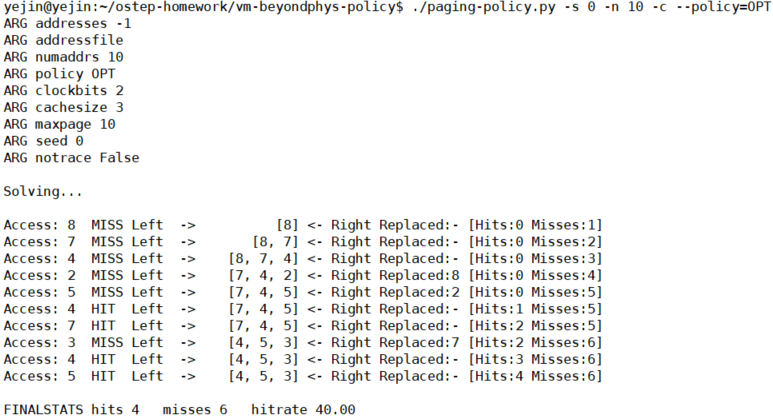 yejin@yejin:~/ostep-homework/vm-beyondphys-policy$ ./paging-policy.py -s 0 -n 10 -c --policy=OPT
ARG addresses -1
ARG addressfile
ARG numaddrs 10
ARG policy OPT
ARG clockbits 2
ARG cachesize 3
ARG maxpage 10
ARG seed 0
ARG notrace False

Solving...

Access: 8  MISS Left  ->          [8] <- Right Replaced:- [Hits:0 Misses:1]
Access: 7  MISS Left  ->       [8, 7] <- Right Replaced:- [Hits:0 Misses:2]
Access: 4  MISS Left  ->    [8, 7, 4] <- Right Replaced:- [Hits:0 Misses:3]
Access: 2  MISS Left  ->    [7, 4, 2] <- Right Replaced:8 [Hits:0 Misses:4]
Access: 5  MISS Left  ->    [7, 4, 5] <- Right Replaced:2 [Hits:0 Misses:5]
Access: 4  HIT  Left  ->    [7, 4, 5] <- Right Replaced:- [Hits:1 Misses:5]
Access: 7  HIT  Left  ->    [7, 4, 5] <- Right Replaced:- [Hits:2 Misses:5]
Access: 3  MISS Left  ->    [4, 5, 3] <- Right Replaced:7 [Hits:2 Misses:6]
Access: 4  HIT  Left  ->    [4, 5, 3] <- Right Replaced:- [Hits:3 Misses:6]
Access: 5  HIT  Left  ->    [4, 5, 3] <- Right Replaced:- [Hits:4 Misses:6]

FINALSTATS hits 4   misses 6   hitrate 40.00